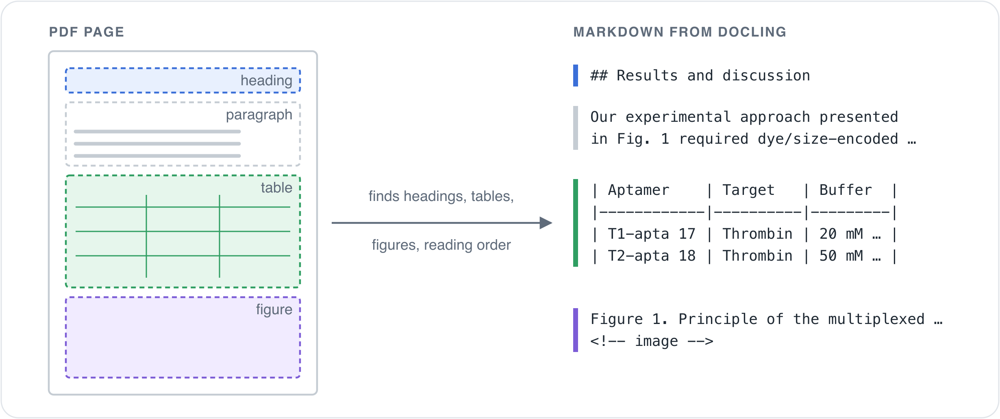 PDF PAGE
heading
paragraph
table
figure
finds headings, tables,
figures, reading order
MARKDOWN FROM DOCLING
## Results and discussion
Our experimental approach presented
in Fig. 1 required dye/size-encoded …
| Aptamer    | Target   | Buffer  |
|------------|----------|---------|
| T1-apta 17 | Thrombin | 20 mM … |
| T2-apta 18 | Thrombin | 50 mM … |
Figure 1. Principle of the multiplexed …
<!-- image -->